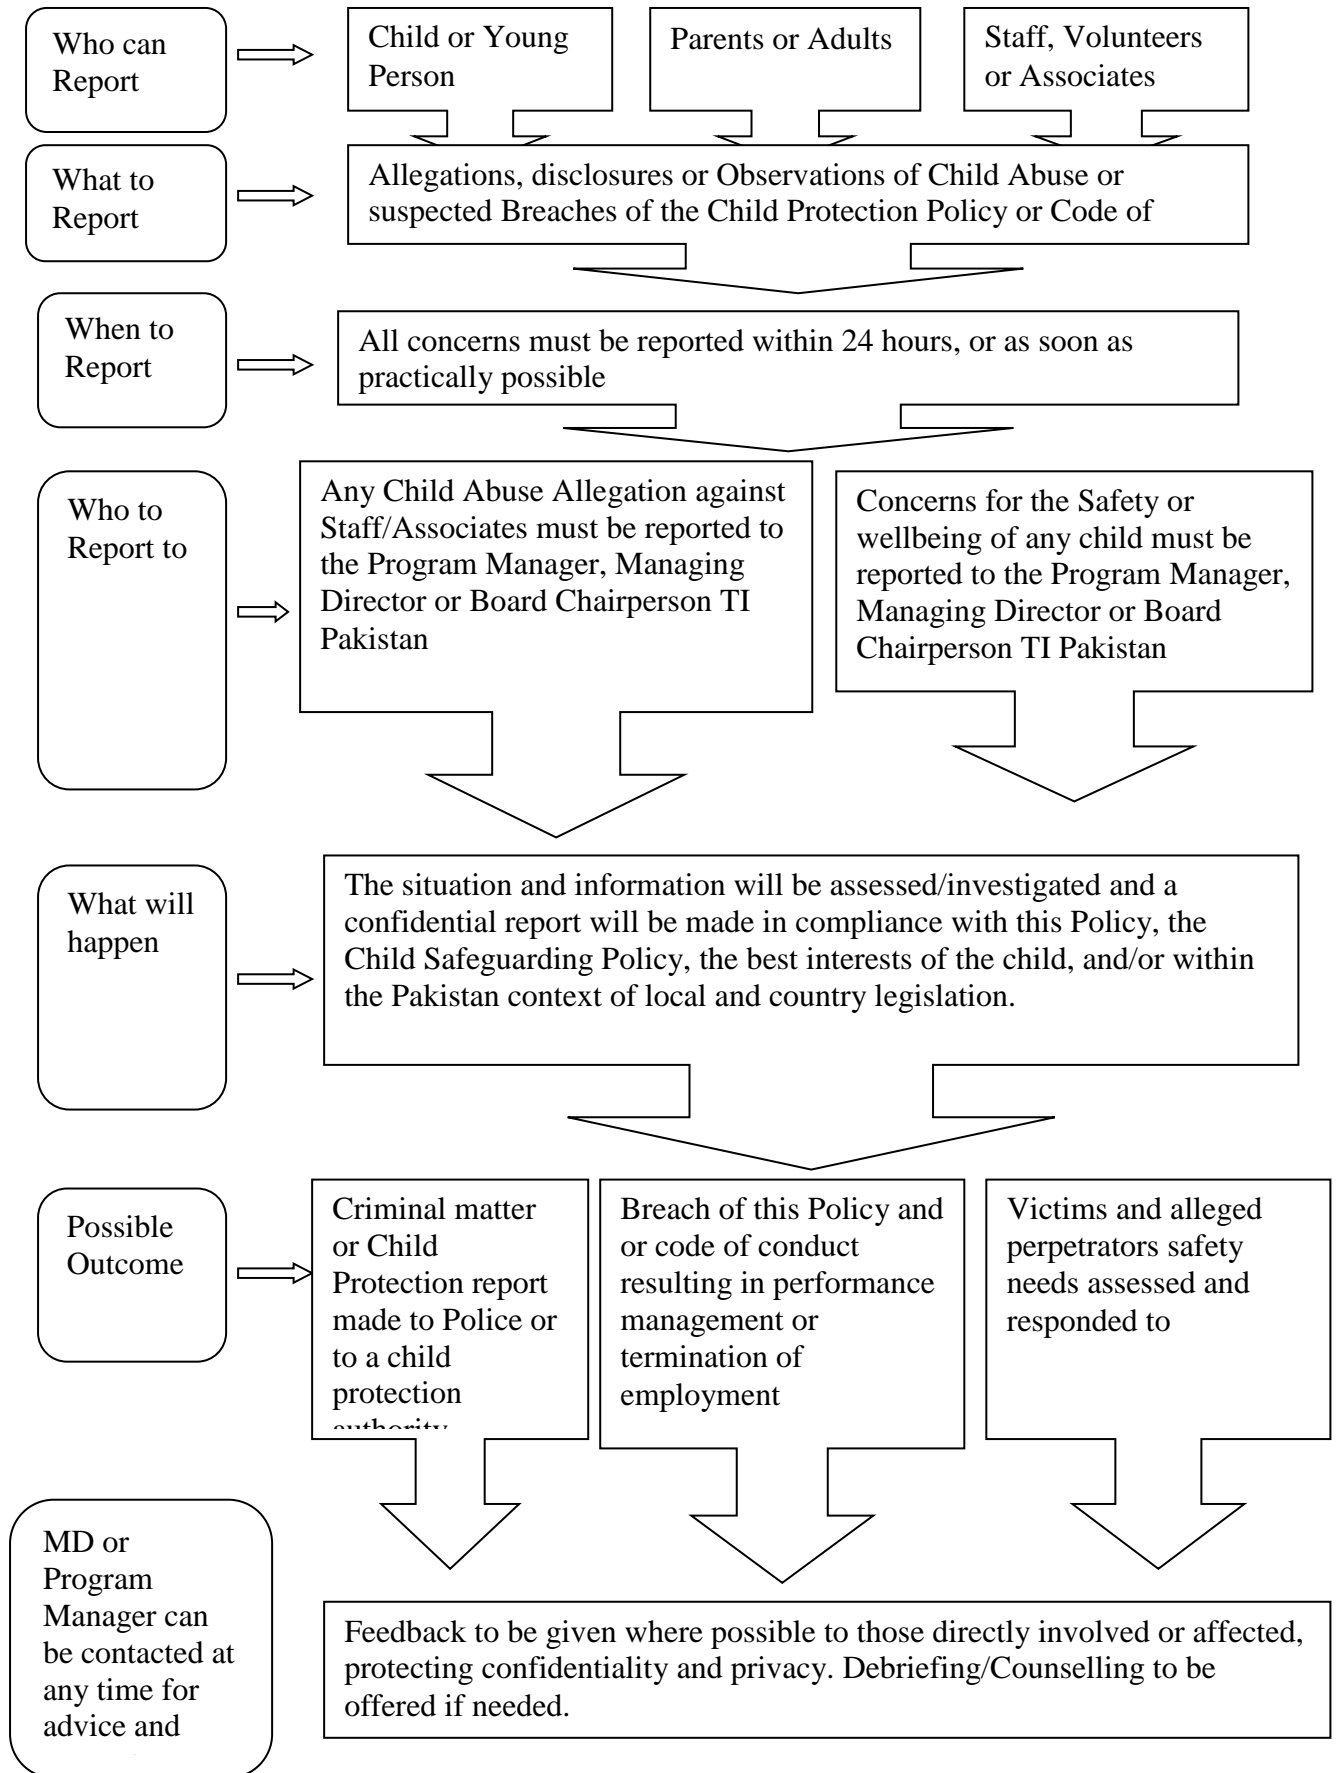 Who can
Report
Child or Young
Person
Parents or Adults
Staff, Volunteers
or Associates
What to
Report
Allegations, disclosures or Observations of Child Abuse or
suspected Breaches of the Child Protection Policy or Code of
When to
Report
All concerns must be reported within 24 hours, or as soon as
practically possible
Who to
Report to
Any Child Abuse Allegation against
Staff/Associates must be reported to
the Program Manager, Managing
Director or Board Chairperson TI
Pakistan
Concerns for the Safety or
wellbeing of any child must be
reported to the Program Manager,
Managing Director or Board
Chairperson TI Pakistan
What will
happen
The situation and information will be assessed/investigated and a
confidential report will be made in compliance with this Policy, the
Child Safeguarding Policy, the best interests of the child, and/or within
the Pakistan context of local and country legislation.
Possible
Outcome
Criminal matter
or Child
Protection report
made to Police or
to a child
protection
authority
Breach of this Policy and
or code of conduct
resulting in performance
management or
termination of
employment
Victims and alleged
perpetrators safety
needs assessed and
responded to
MD or
Program
Manager can
be contacted at
any time for
advice and
Feedback to be given where possible to those directly involved or affected,
protecting confidentiality and privacy. Debriefing/Counselling to be
offered if needed.